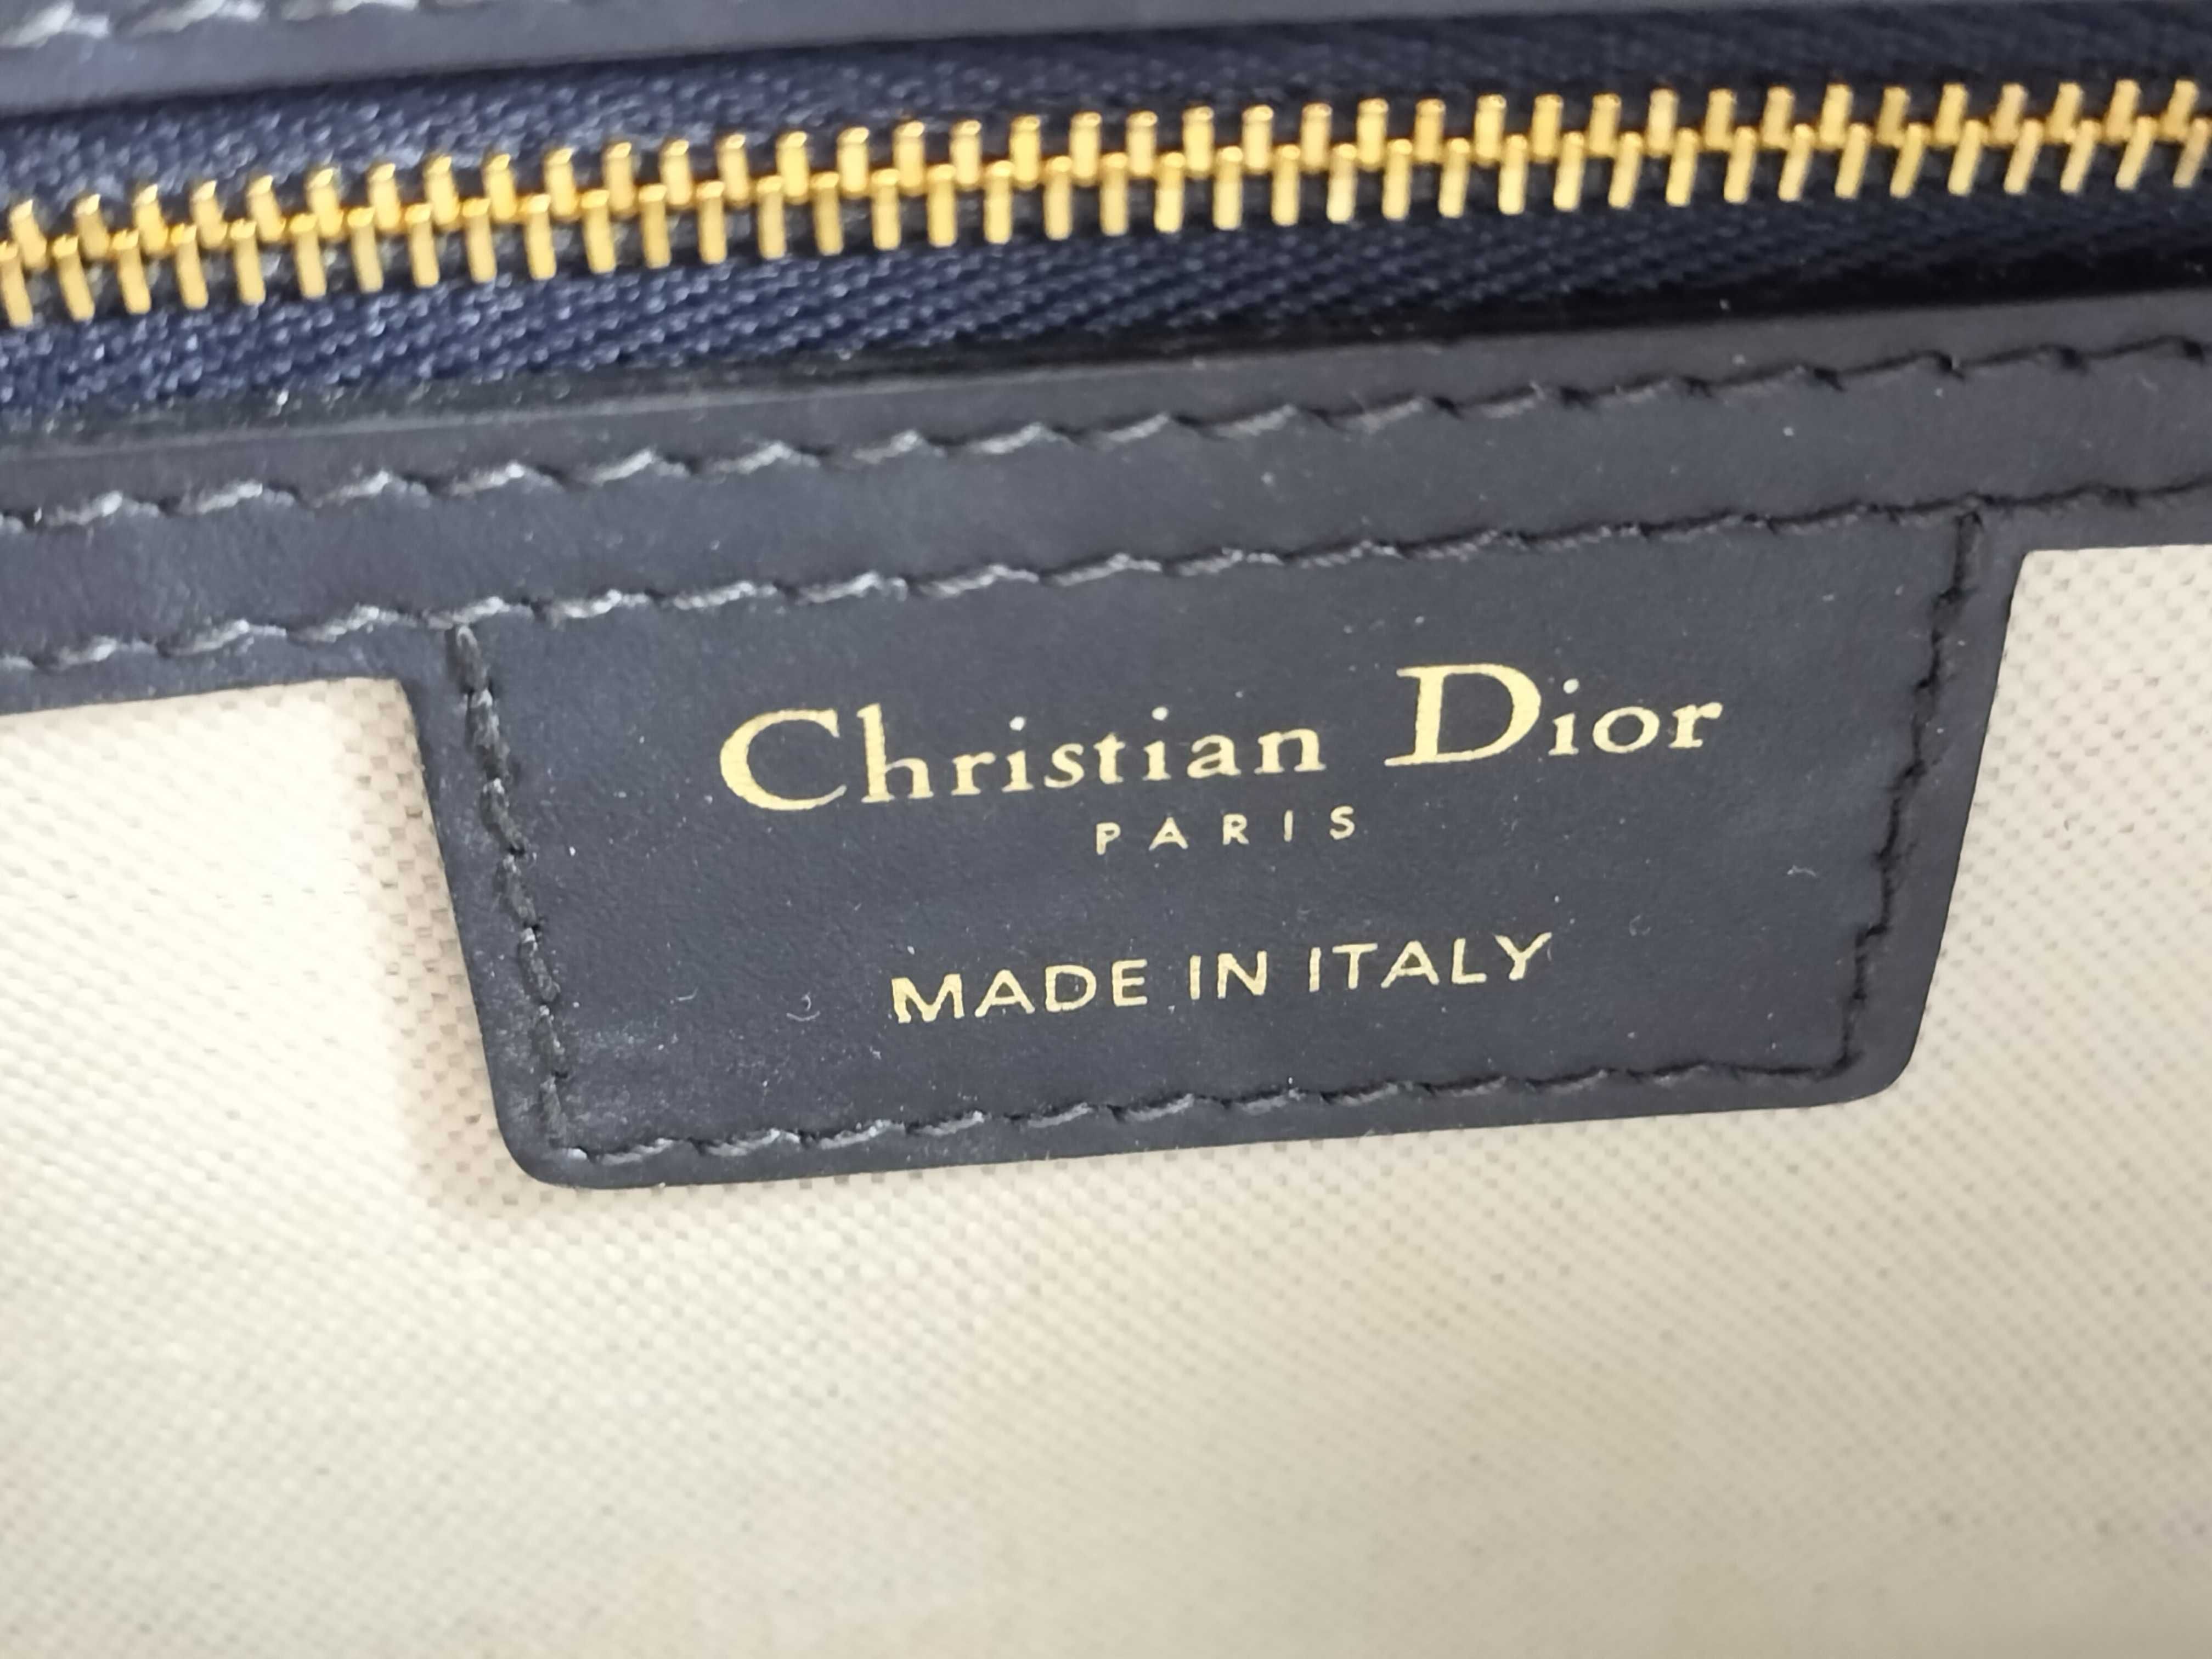 Christian Dior
PARIS
MADE IN ITALY